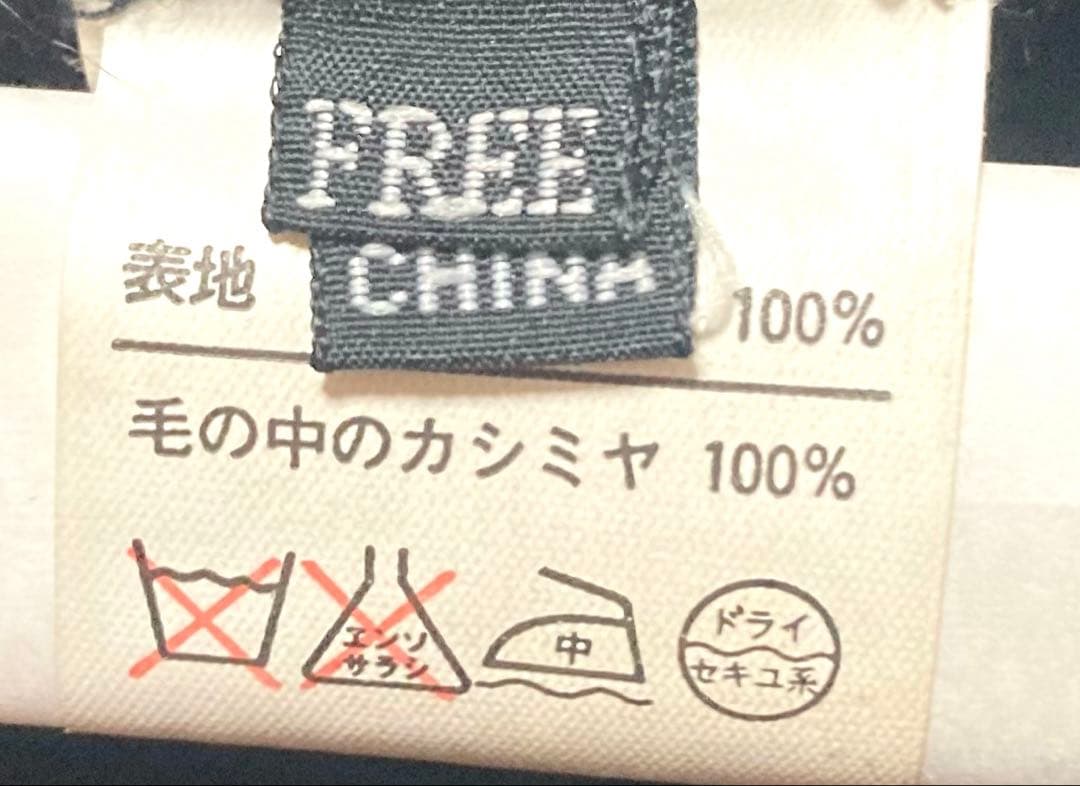 FREE
CHINA
表地 100%
毛の中のカシミヤ 100%
エンソ
サラシ
中
ドライ
セキユ系